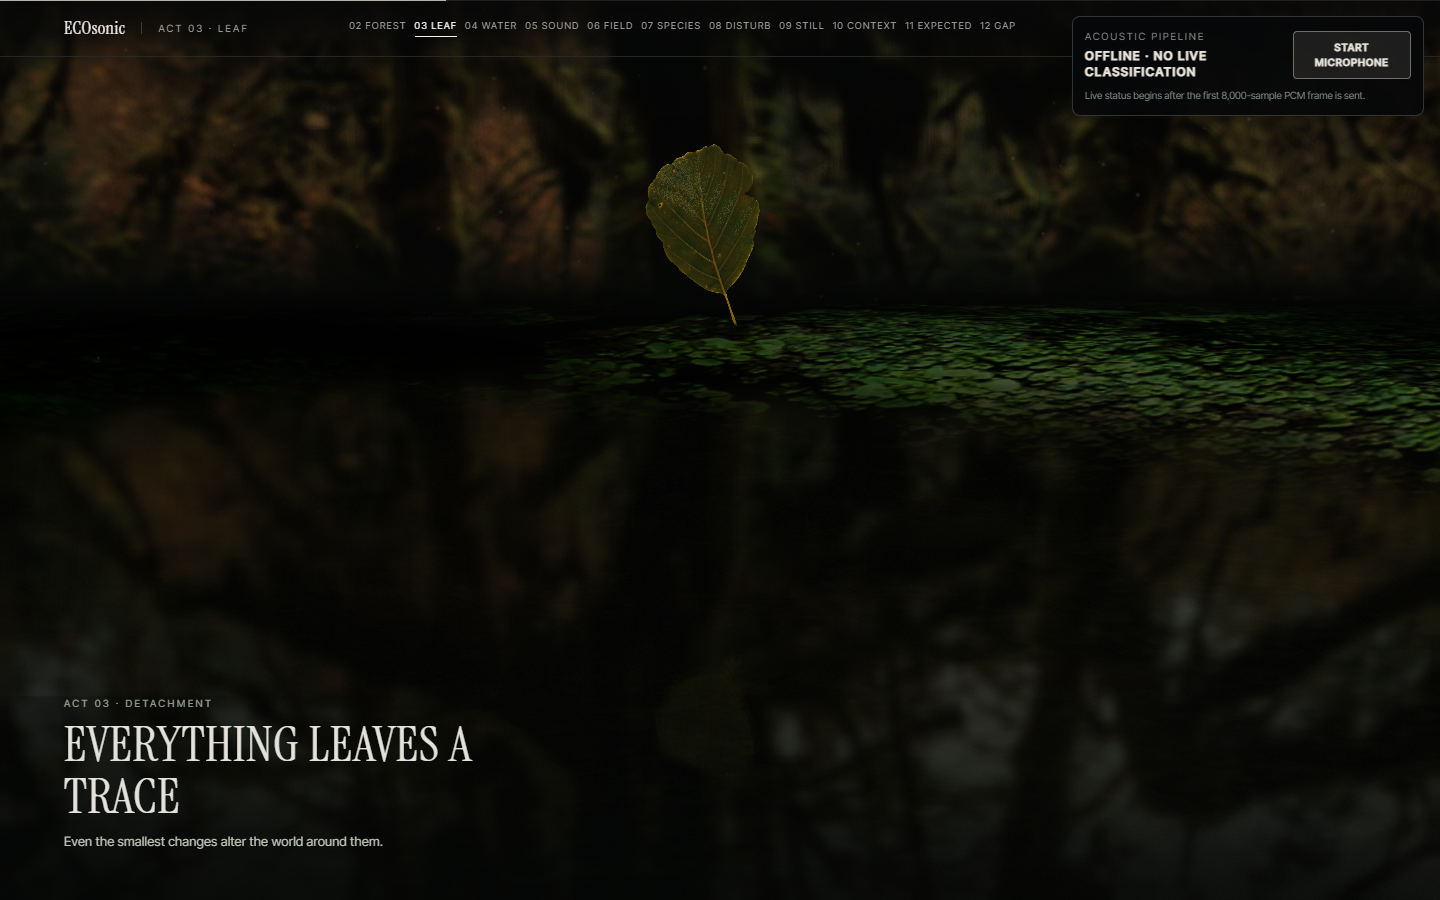 ECOsonic
ACT 03 · LEAF
02 FOREST 03 LEAF 04 WATER 05 SOUND 06 FIELD 07 SPECIES 08 DISTURB 09 STILL 10 CONTEXT 11 EXPECTED 12 GAP
ACOUSTIC PIPELINE
OFFLINE · NO LIVE
CLASSIFICATION
START
MICROPHONE
Live status begins after the first 8,000-sample PCM frame is sent.
ACT 03 · DETACHMENT
EVERYTHING LEAVES A
TRACE
Even the smallest changes alter the world around them.